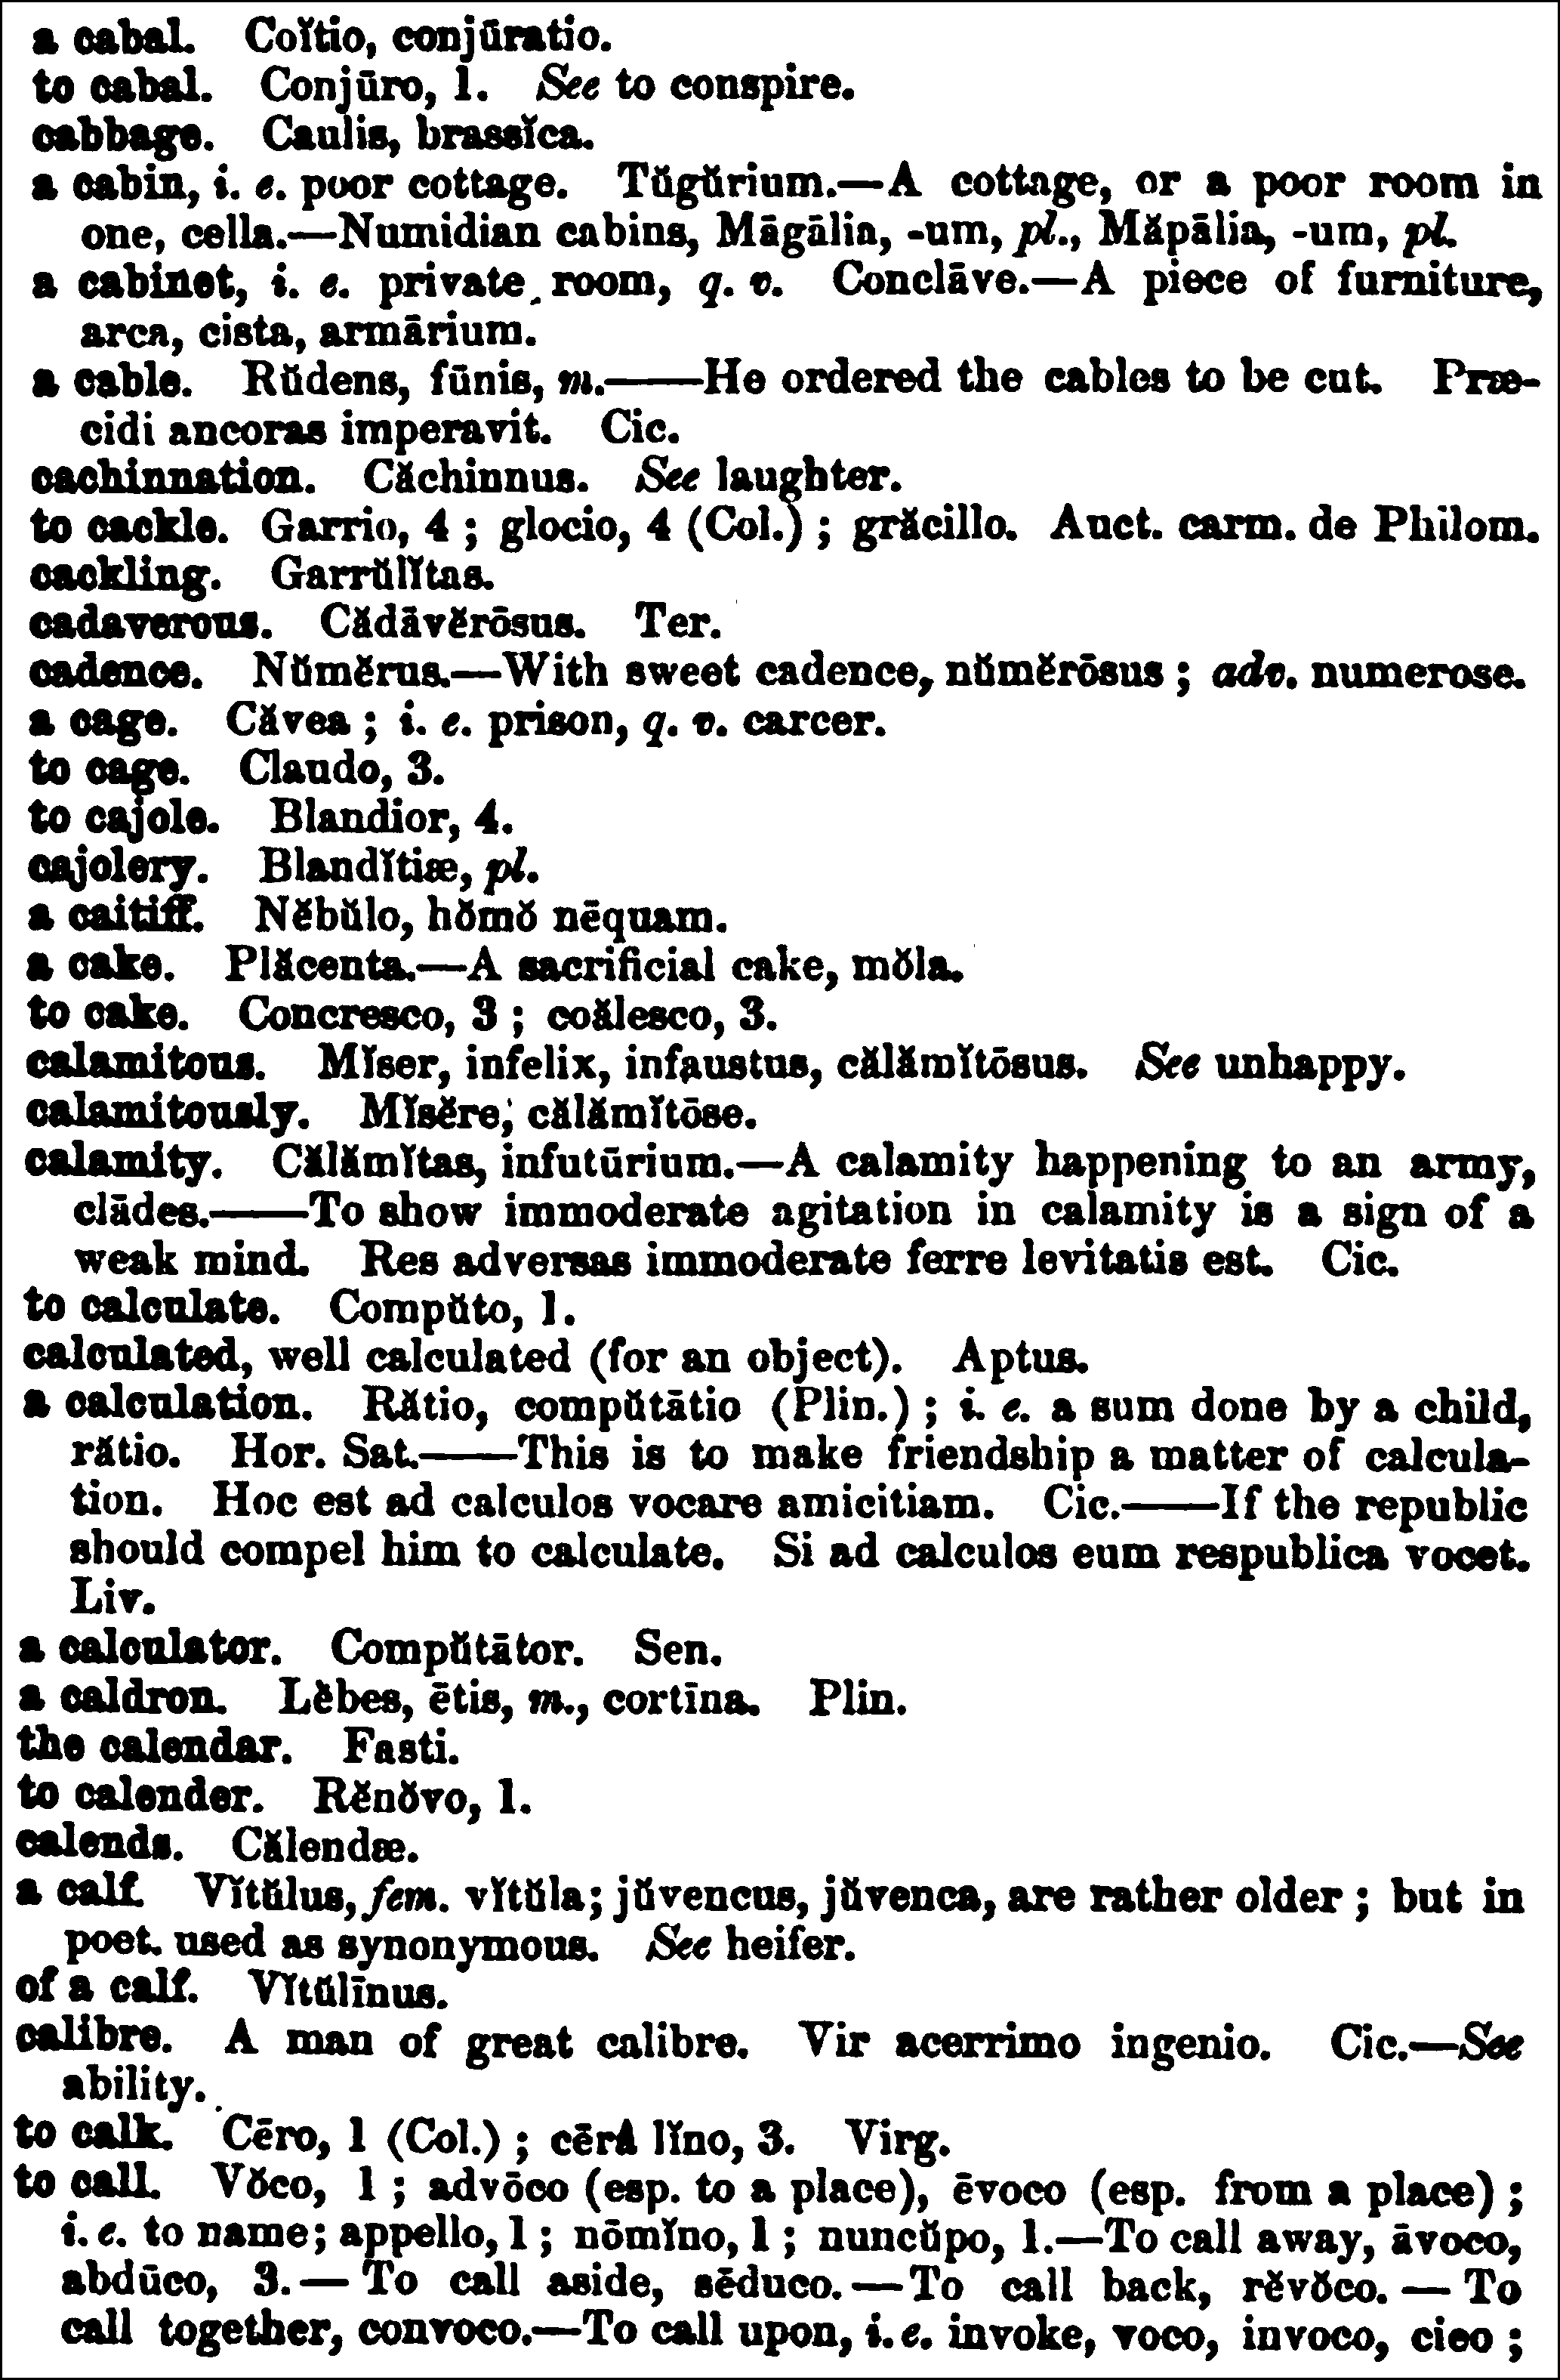 a cabal. Coĭtio, conjūratio.
to cabal. Conjūro, 1. See to conspire.
cabbage. Caulis, brassĭca.
a cabin, i. e. poor cottage. Tŭgŭrium.—A cottage, or a poor room in
one, cella.—Numidian cabins, Māgālia, -um, pl., Măpālia, -um, pl.
a cabinet, i. e. private room, q. v. Conclāve.—A piece of furniture,
arca, cista, armārium.
a cable. Rŭdens, fūnis, m.——He ordered the cables to be cut. Præ-
cidi ancoras imperavit. Cic.
cachinnation. Căchinnus. See laughter.
to cackle. Garrio, 4 ; glocio, 4 (Col.) ; grăcillo. Auct. carm. de Philom.
cackling. Garrŭlĭtas.
cadaverous. Cădāvĕrōsus. Ter.
cadence. Nŭmĕrus.—With sweet cadence, nŭmĕrōsus ; adv. numerose.
a cage. Căvea ; i. e. prison, q. v. carcer.
to cage. Claudo, 3.
to cajole. Blandior, 4.
cajolery. Blandĭtiæ, pl.
a caitiff. Nĕbŭlo, hŏmŏ nēquam.
a cake. Plăcenta.—A sacrificial cake, mŏla.
to cake. Concresco, 3 ; coălesco, 3.
calamitous. Mĭser, infelix, infaustus, călămĭtōsus. See unhappy.
calamitously. Mĭsĕre, călămĭtōse.
calamity. Călămĭtas, infutūrium.—A calamity happening to an army,
clādes.——To show immoderate agitation in calamity is a sign of a
weak mind. Res adversas immoderate ferre levitatis est. Cic.
to calculate. Compŭto, 1.
calculated, well calculated (for an object). Aptus.
a calculation. Rătio, compŭtātio (Plin.) ; i. e. a sum done by a child,
rătio. Hor. Sat.——This is to make friendship a matter of calcula-
tion. Hoc est ad calculos vocare amicitiam. Cic.——If the republic
should compel him to calculate. Si ad calculos eum respublica vocet.
Liv.
a calculator. Compŭtātor. Sen.
a caldron. Lĕbes, ētis, m., cortīna. Plin.
the calendar. Fasti.
to calender. Rĕnŏvo, 1.
calends. Călendæ.
a calf. Vĭtŭlus, fem. vĭtŭla; jŭvencus, jŭvenca, are rather older ; but in
poet. used as synonymous. See heifer.
of a calf. Vĭtŭlīnus.
calibre. A man of great calibre. Vir acerrimo ingenio. Cic.—See
ability.
to calk. Cēro, 1 (Col.) ; cērâ lĭno, 3. Virg.
to call. Vŏco, 1 ; advōco (esp. to a place), ēvoco (esp. from a place) ;
i. e. to name; appello, 1 ; nōmĭno, 1 ; nuncŭpo, 1.—To call away, āvoco,
abdūco, 3.—To call aside, sēduco.—To call back, rĕvŏco.—To
call together, convoco.—To call upon, i. e. invoke, voco, invoco, cieo ;